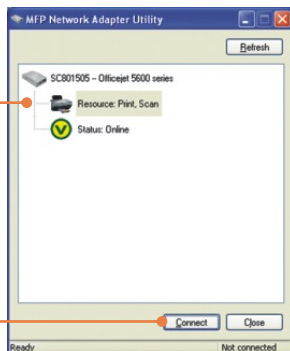 MFP Network Adapter Utility
Refresh
SC801505 -- Officejet 5600 series
Resource: Print, Scan
Status: Online
Connect
Close
Ready
Not connected